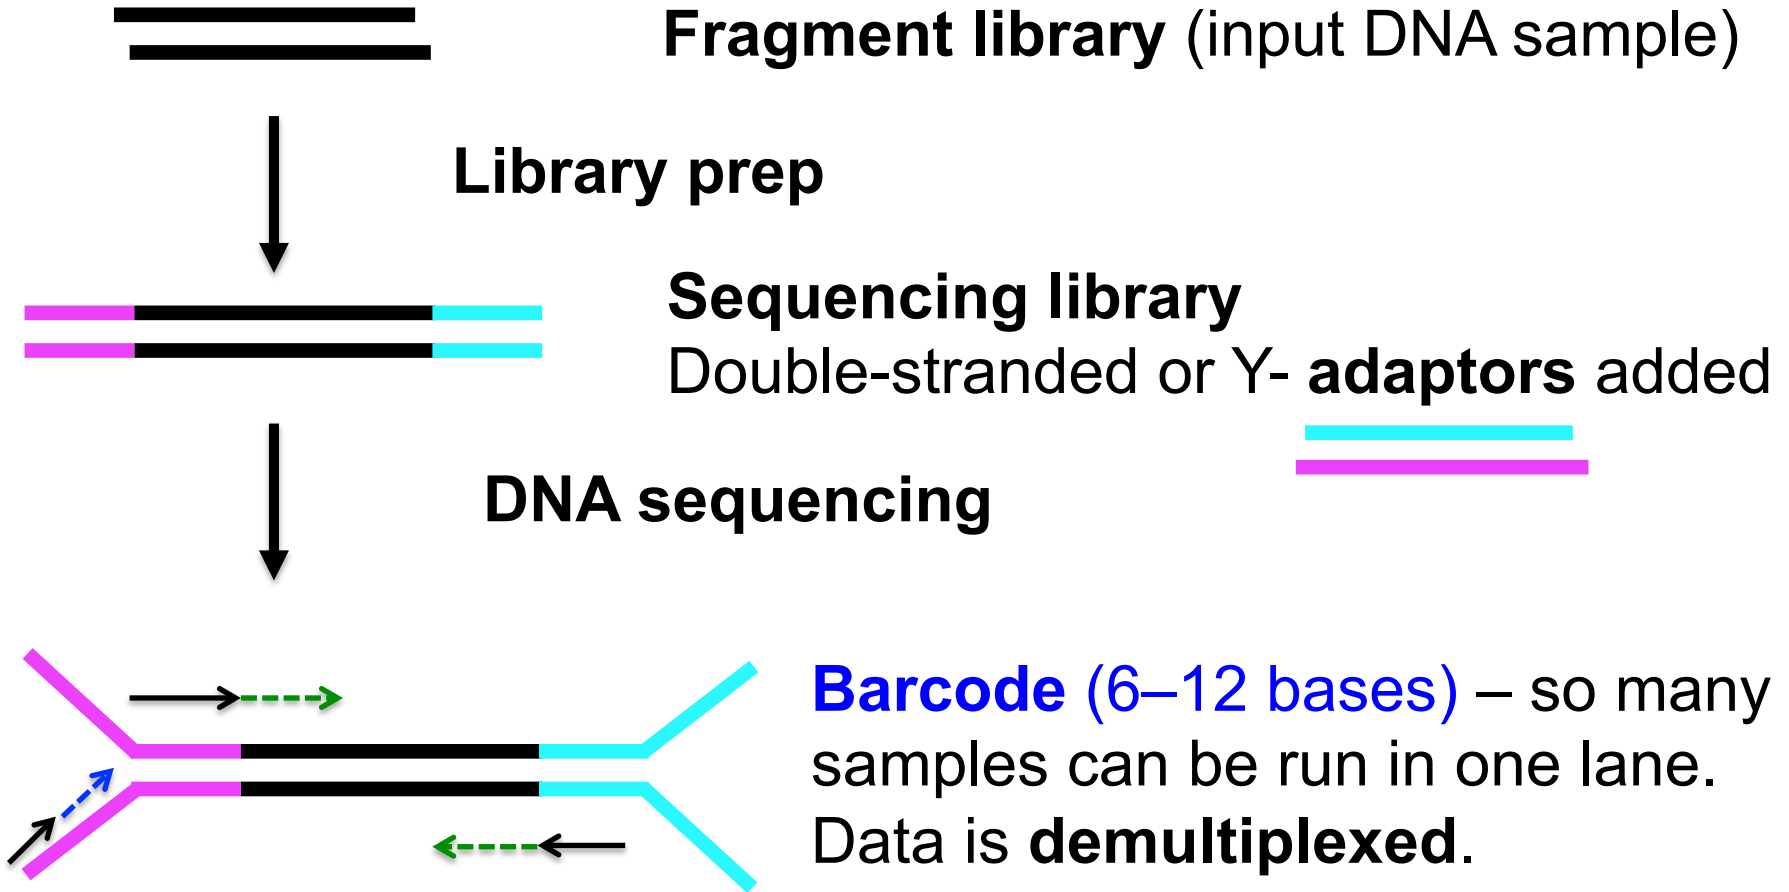 Fragment library (input DNA sample)
Library prep
Sequencing library
Double-stranded or Y- adaptors added
DNA sequencing
Barcode (6–12 bases) – so many
samples can be run in one lane.
Data is demultiplexed.